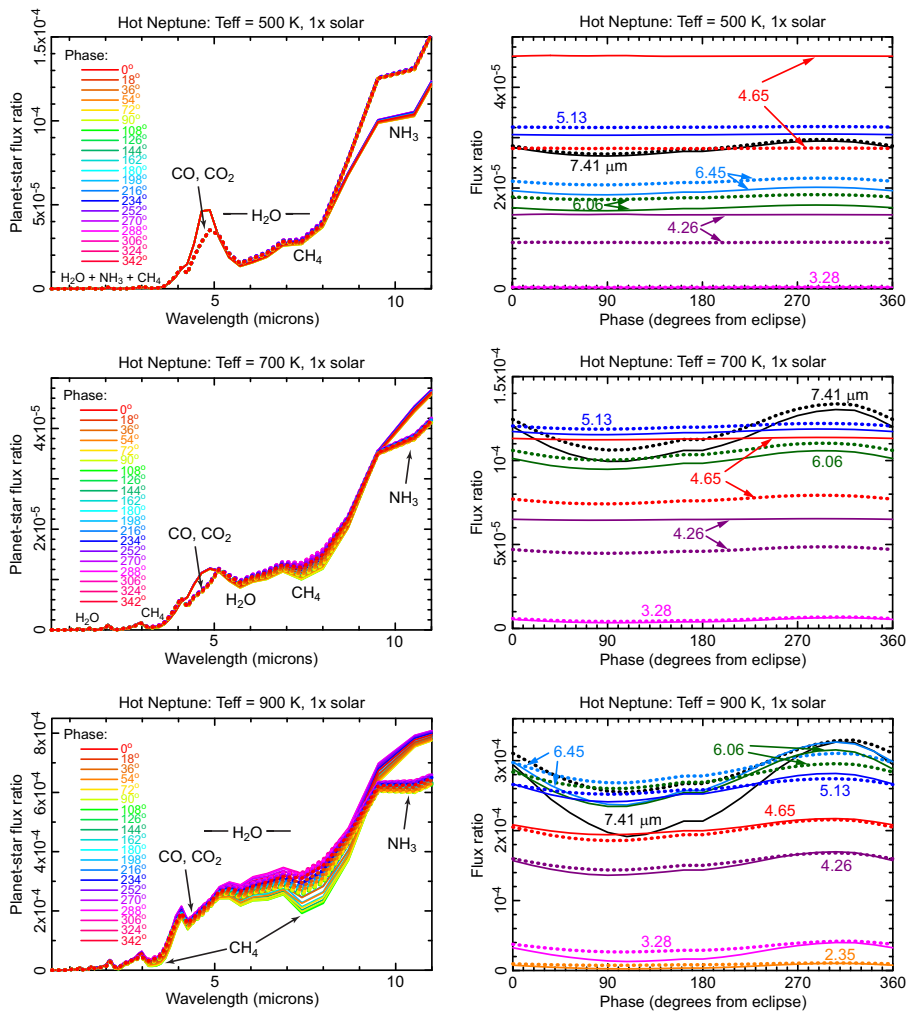 Hot Neptune: Teff = 500 K, 1x solar
Planet-star flux ratio
1.5x10⁻⁴
10⁻⁴
5x10⁻⁵
0
Phase:
0°
18°
36°
54°
72°
90°
108°
126°
144°
162°
180°
198°
216°
234°
252°
270°
288°
306°
324°
342°
CO, CO₂
H₂O
CH₄
NH₃
H₂O + NH₃ + CH₄
5
10
Wavelength (microns)
Hot Neptune: Teff = 500 K, 1x solar
Flux ratio
4x10⁻⁵
2x10⁻⁵
0
4.65
5.13
7.41 μm
6.45
6.06
4.26
3.28
0
90
180
270
360
Phase (degrees from eclipse)
Hot Neptune: Teff = 700 K, 1x solar
Planet-star flux ratio
4x10⁻⁵
2x10⁻⁵
0
Phase:
0°
18°
36°
54°
72°
90°
108°
126°
144°
162°
180°
198°
216°
234°
252°
270°
288°
306°
324°
342°
CO, CO₂
NH₃
H₂O
CH₄
H₂O
CH₄
5
10
Wavelength (microns)
Hot Neptune: Teff = 700 K, 1x solar
Flux ratio
1.5x10⁻⁴
10⁻⁴
5x10⁻⁵
0
7.41 μm
5.13
6.06
4.65
4.26
3.28
0
90
180
270
360
Phase (degrees from eclipse)
Hot Neptune: Teff = 900 K, 1x solar
Planet-star flux ratio
8x10⁻⁴
6x10⁻⁴
4x10⁻⁴
2x10⁻⁴
0
Phase:
0°
18°
36°
54°
72°
90°
108°
126°
144°
162°
180°
198°
216°
234°
252°
270°
288°
306°
324°
342°
H₂O
CO, CO₂
NH₃
CH₄
5
10
Wavelength (microns)
Hot Neptune: Teff = 900 K, 1x solar
Flux ratio
3x10⁻⁴
2x10⁻⁴
10⁻⁴
0
6.45
6.06
5.13
7.41 μm
4.65
4.26
3.28
2.35
0
90
180
270
360
Phase (degrees from eclipse)